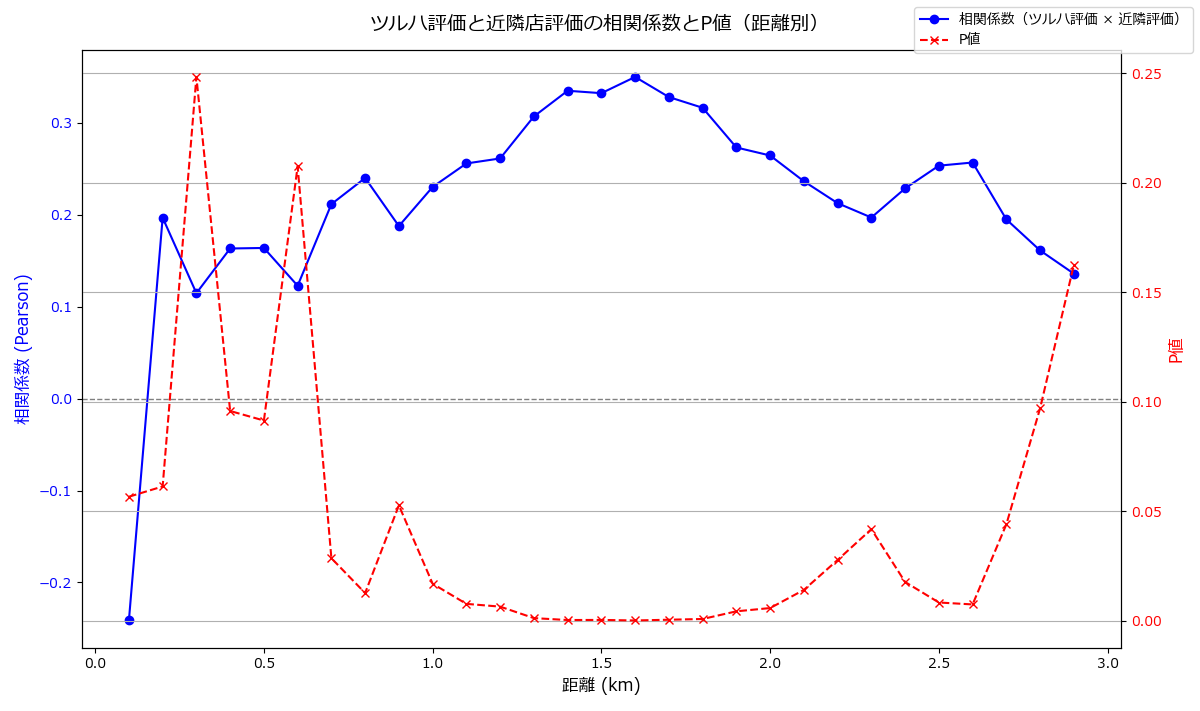 ツルハ評価と近隣店評価の相関係数とP値（距離別）
相関係数（ツルハ評価 × 近隣評価）
P値
相関係数 (Pearson)
0.3
0.2
0.1
0.0
−0.1
−0.2
0.25
0.20
0.15
0.10
0.05
0.00
P値
0.0 0.5 1.0 1.5 2.0 2.5 3.0
距離 (km)